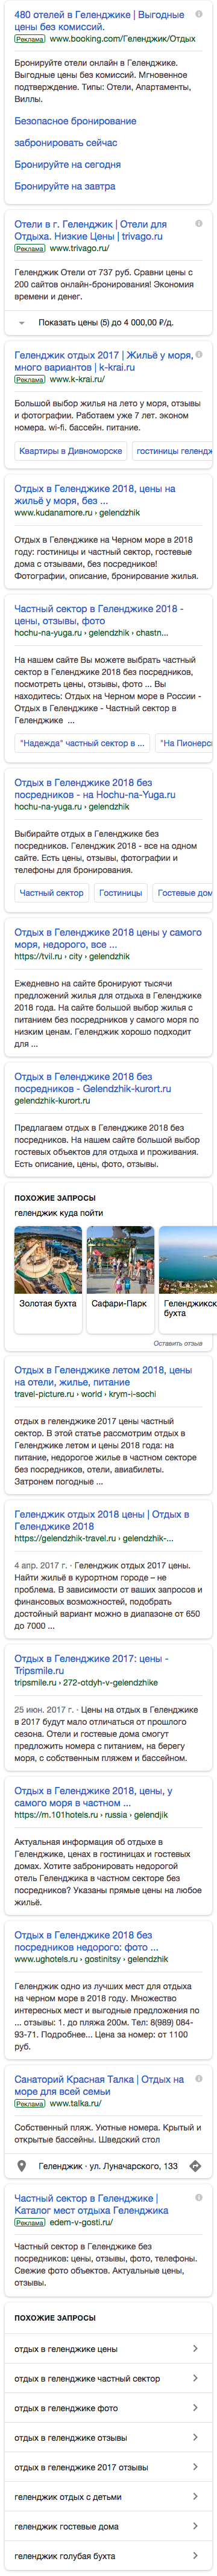 480 отелей в Геленджике | Выгодные
цены без комиссий.
Реклама www.booking.com/Геленджик/Отдых
Бронируйте отели онлайн в Геленджике.
Выгодные цены без комиссий. Мгновенное
подтверждение. Типы: Отели, Апартаменты,
Виллы.
Безопасное бронирование
забронировать сейчас
Бронируйте на сегодня
Бронируйте на завтра
Отели в г. Геленджик | Отели для
Отдыха. Низкие Цены | trivago.ru
Реклама www.trivago.ru/
Геленджик Отели от 737 руб. Сравни цены с
200 сайтов онлайн-бронирования! Экономия
времени и денег.
Показать цены (5) до 4 000,00 ₽/д.
Геленджик отдых 2017 | Жильё у моря,
много вариантов | k-krai.ru
Реклама www.k-krai.ru/
Большой выбор жилья на лето у моря, отзывы
и фотографии. Работаем уже 7 лет. эконом
номера. wi-fi. бассейн. питание.
Квартиры в Дивноморске гостиницы геленд
Отдых в Геленджике 2018, цены на
жильё у моря, без ...
www.kudanamore.ru › gelendzhik
Отдых в Геленджике на Черном море в 2018
году: гостиницы и частный сектор, гостевые
дома с отзывами, без посредников!
Фотографии, описание, бронирование жилья.
Частный сектор в Геленджике 2018 -
цены, отзывы, фото
hochu-na-yuga.ru › gelendzhik › chastn...
На нашем сайте Вы можете выбрать частный
сектор в Геленджике 2018 без посредников,
посмотреть цены, отзывы, фото ... Вы
находитесь: Отдых на Черном море в России -
Отдых в Геленджике - Частный сектор в
Геленджике ...
"Надежда" частный сектор в ... "На Пионерс
Отдых в Геленджике 2018 без
посредников - на Hochu-na-Yuga.ru
hochu-na-yuga.ru › gelendzhik
Выбирайте отдых в Геленджике без
посредников. Геленджик 2018 - все на одном
сайте. Есть цены, отзывы, фотографии и
телефоны для бронирования.
Частный сектор Гостиницы Гостевые дом
Отдых в Геленджике 2018 цены у самого
моря, недорого, все ...
https://tvil.ru › city › gelendzhik
Ежедневно на сайте бронируют тысячи
предложений жилья для отдыха в Геленджике
2018 года. На сайте большой выбор жилья с
питанием без посредников у самого моря по
низким ценам. Геленджик хорошо подходит
для ...
Отдых в Геленджике 2018 без
посредников - Gelendzhik-kurort.ru
gelendzhik-kurort.ru
Предлагаем отдых в Геленджике 2018 без
посредников. На нашем сайте большой выбор
гостевых объектов для отдыха и проживания.
Есть описание, цены, фото, отзывы.
ПОХОЖИЕ ЗАПРОСЫ
геленджик куда пойти
Золотая бухта Сафари-Парк Геленджикск
бухта
Оставить отзыв
Отдых в Геленджике летом 2018, цены
на отели, жилье, питание
travel-picture.ru › world › krym-i-sochi
отдых в геленджике 2017 цены частный
сектор. В этой статье рассмотрим отдых в
Геленджике летом и цены 2018 года: на
питание, недорогое жилье в частном секторе
без посредников, отели, авиабилеты.
Затронем погодные ...
Геленджик отдых 2018 цены | Отдых в
Геленджике 2018
https://gelendzhik-travel.ru › gelendzhik-...
4 апр. 2017 г. · Геленджик отдых 2017 цены.
Найти жильё в курортном городе – не
проблема. В зависимости от ваших запросов и
финансовых возможностей, подобрать
достойный вариант можно в диапазоне от 650
до 7000 ...
Отдых в Геленджике 2017: цены -
Tripsmile.ru
tripsmile.ru › 272-otdyh-v-gelendzhike
25 июн. 2017 г. · Цены на отдых в Геленджике
в 2017 будут мало отличаться от прошлого
сезона. Отели и гостевые дома смогут
предложить номера с питанием, на берегу
моря, с собственным пляжем и бассейном.
Отдых в Геленджике 2018, цены, у
самого моря в частном ...
https://m.101hotels.ru › russia › gelendjik
Актуальная информация об отдыхе в
Геленджике, ценах в гостиницах и гостевых
домах. Хотите забронировать недорогой
отель Геленджика в частном секторе без
посредников? Указаны прямые цены на любое
жильё.
Отдых в Геленджике 2018 без
посредников недорого: фото ...
www.ughotels.ru › gostinitsy › gelendzhik
Геленджик одно из лучших мест для отдыха
на черном море в 2018 году. Множество
интересных мест и выгодные предложения по
... отзывы: 1. до пляжа 200м. Тел: 8(989) 084-
93-71. Подробнее... Цена за номер: от 1100
руб.
Санаторий Красная Талка | Отдых на
море для всей семьи
Реклама www.talka.ru/
Собственный пляж. Уютные номера. Крытый и
открытые бассейны. Шведский стол
Геленджик · ул. Луначарского, 133
Частный сектор в Геленджике |
Каталог мест отдыха Геленджика
Реклама edem-v-gosti.ru/
Частный сектор в Геленджике без
посредников: цены, отзывы, фото, телефоны.
Свежие фото объектов. Актуальные цены,
отзывы.
ПОХОЖИЕ ЗАПРОСЫ
отдых в геленджике цены
отдых в геленджике частный сектор
отдых в геленджике фото
отдых в геленджике отзывы
отдых в геленджике 2017 отзывы
геленджик отдых с детьми
геленджик гостевые дома
геленджик голубая бухта